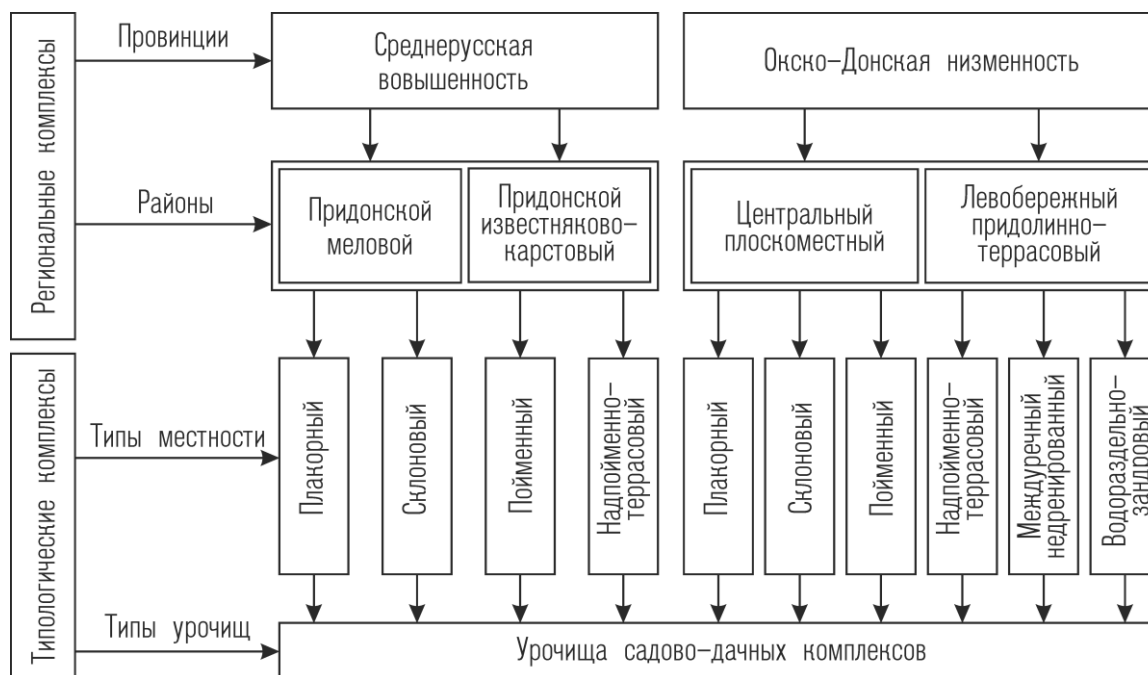 Региональные комплексы
Провинции
Среднерусская
вовышенность
Окско-Донская низменность
Районы
Придонской
меловой
Придонской
известняково-
карстовый
Центральный
плоскоместный
Левобережный
придолинно-
террасовый
Типологические комплексы
Типы местности
Плакорный
Склоновый
Пойменный
Надпойменно-
террасовый
Плакорный
Склоновый
Пойменный
Надпойменно-
террасовый
Междуречный
недренированный
Водораздельно-
зандровый
Типы урочищ
Урочища садово-дачных комплексов